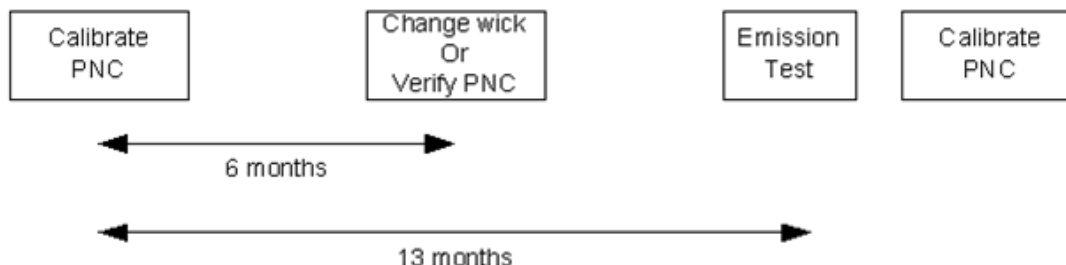 Calibrate
PNC
Change wick
Or
Verify PNC
Emission
Test
Calibrate
PNC
6 months
13 months